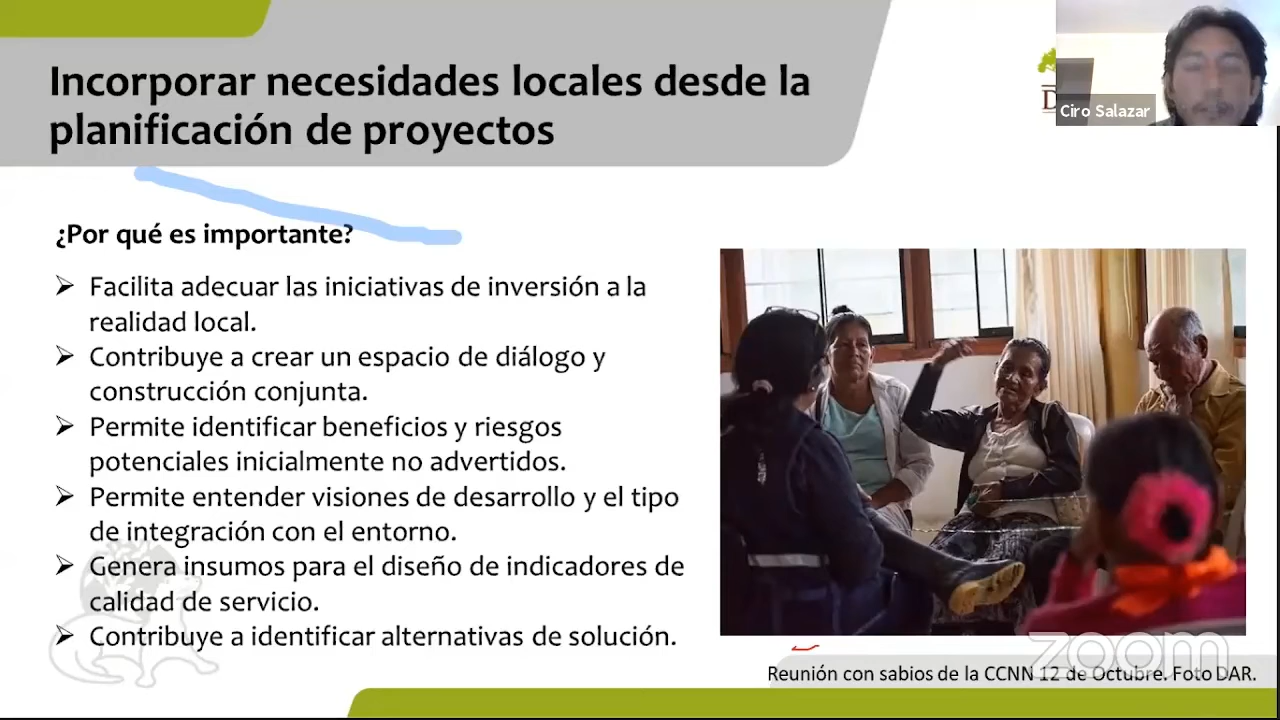 Incorporar necesidades locales desde la
planificación de proyectos
D
Ciro Salazar
¿Por qué es importante?
Facilita adecuar las iniciativas de inversión a la
realidad local.
Contribuye a crear un espacio de diálogo y
construcción conjunta.
Permite identificar beneficios y riesgos
potenciales inicialmente no advertidos.
Permite entender visiones de desarrollo y el tipo
de integración con el entorno.
Genera insumos para el diseño de indicadores de
calidad de servicio.
Contribuye a identificar alternativas de solución.
zoom
Reunión con sabios de la CCNN 12 de Octubre. Foto DAR.